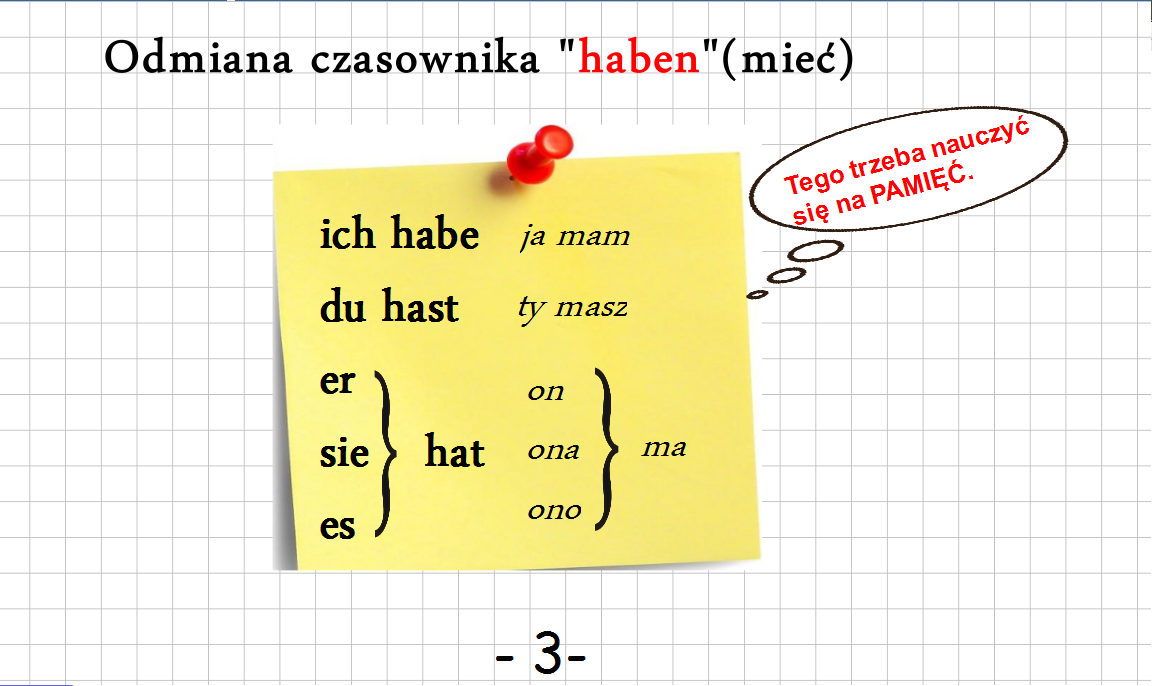 Odmiana czasownika "haben"(mieć)
Tego trzeba nauczyć
się na PAMIĘĆ.
ich habe ja mam
du hast ty masz
er on
sie hat ona ma
es ono
- 3-